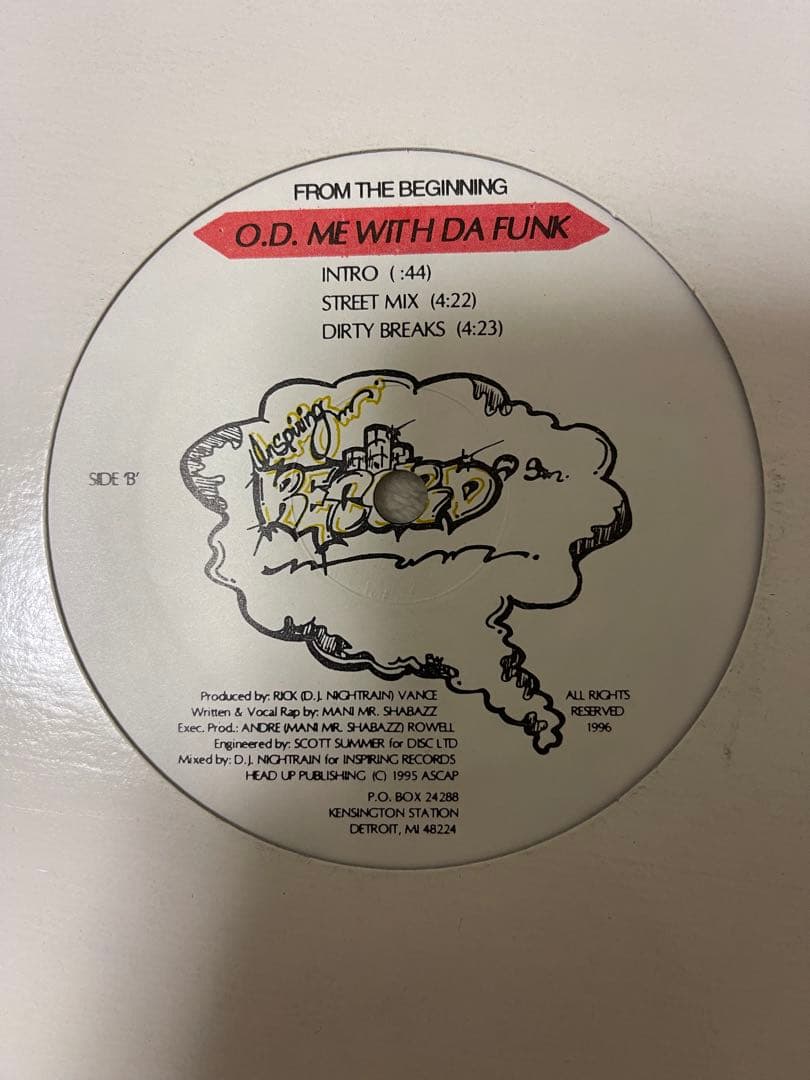 FROM THE BEGINNING
O.D. ME WITH DA FUNK
INTRO ( :44)
STREET MIX (4:22)
DIRTY BREAKS (4:23)
Inspiring
RECORD
SIDE 'B'
Produced by: RICK (D.J. NIGHTRAIN) VANCE
Written & Vocal Rap by: MANI MR. SHABAZZ
Exec. Prod.: ANDRE (MANI MR. SHABAZZ) ROWELL
Engineered by: SCOTT SUMMER for DISC LTD
Mixed by: D.J. NIGHTRAIN for INSPIRING RECORDS
HEAD UP PUBLISHING (C) 1995 ASCAP
P.O. BOX 24288
KENSINGTON STATION
DETROIT, MI 48224
ALL RIGHTS
RESERVED
1996